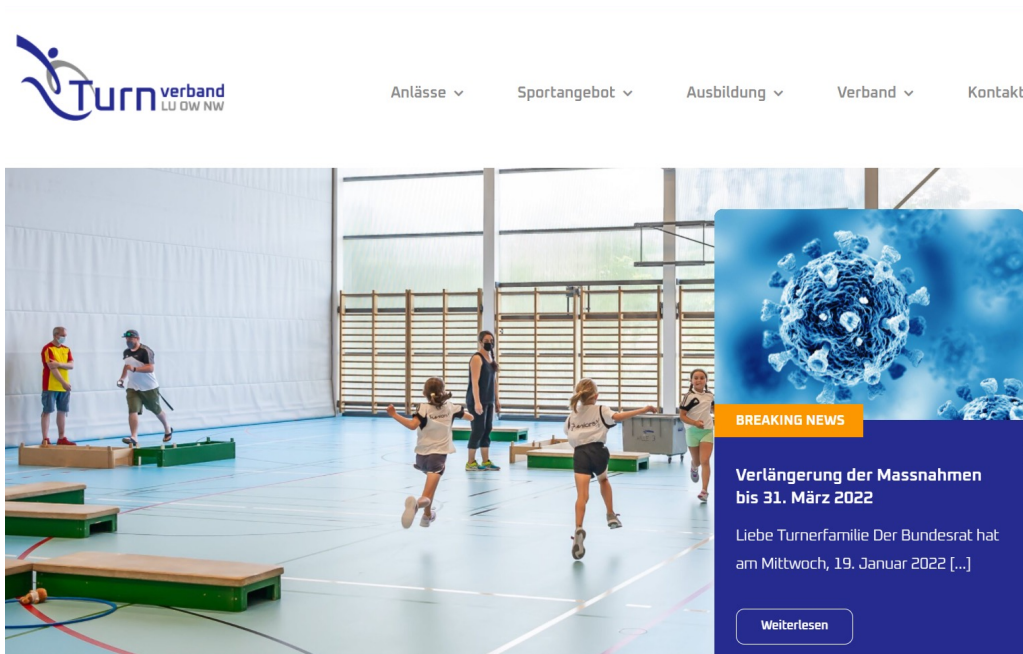 Turn verband
LU OW NW
Anlässe
Sportangebot
Ausbildung
Verband
Kontakt
BREAKING NEWS
Verlängerung der Massnahmen
bis 31. März 2022
Liebe Turnerfamilie Der Bundesrat hat
am Mittwoch, 19. Januar 2022 [...]
Weiterlesen